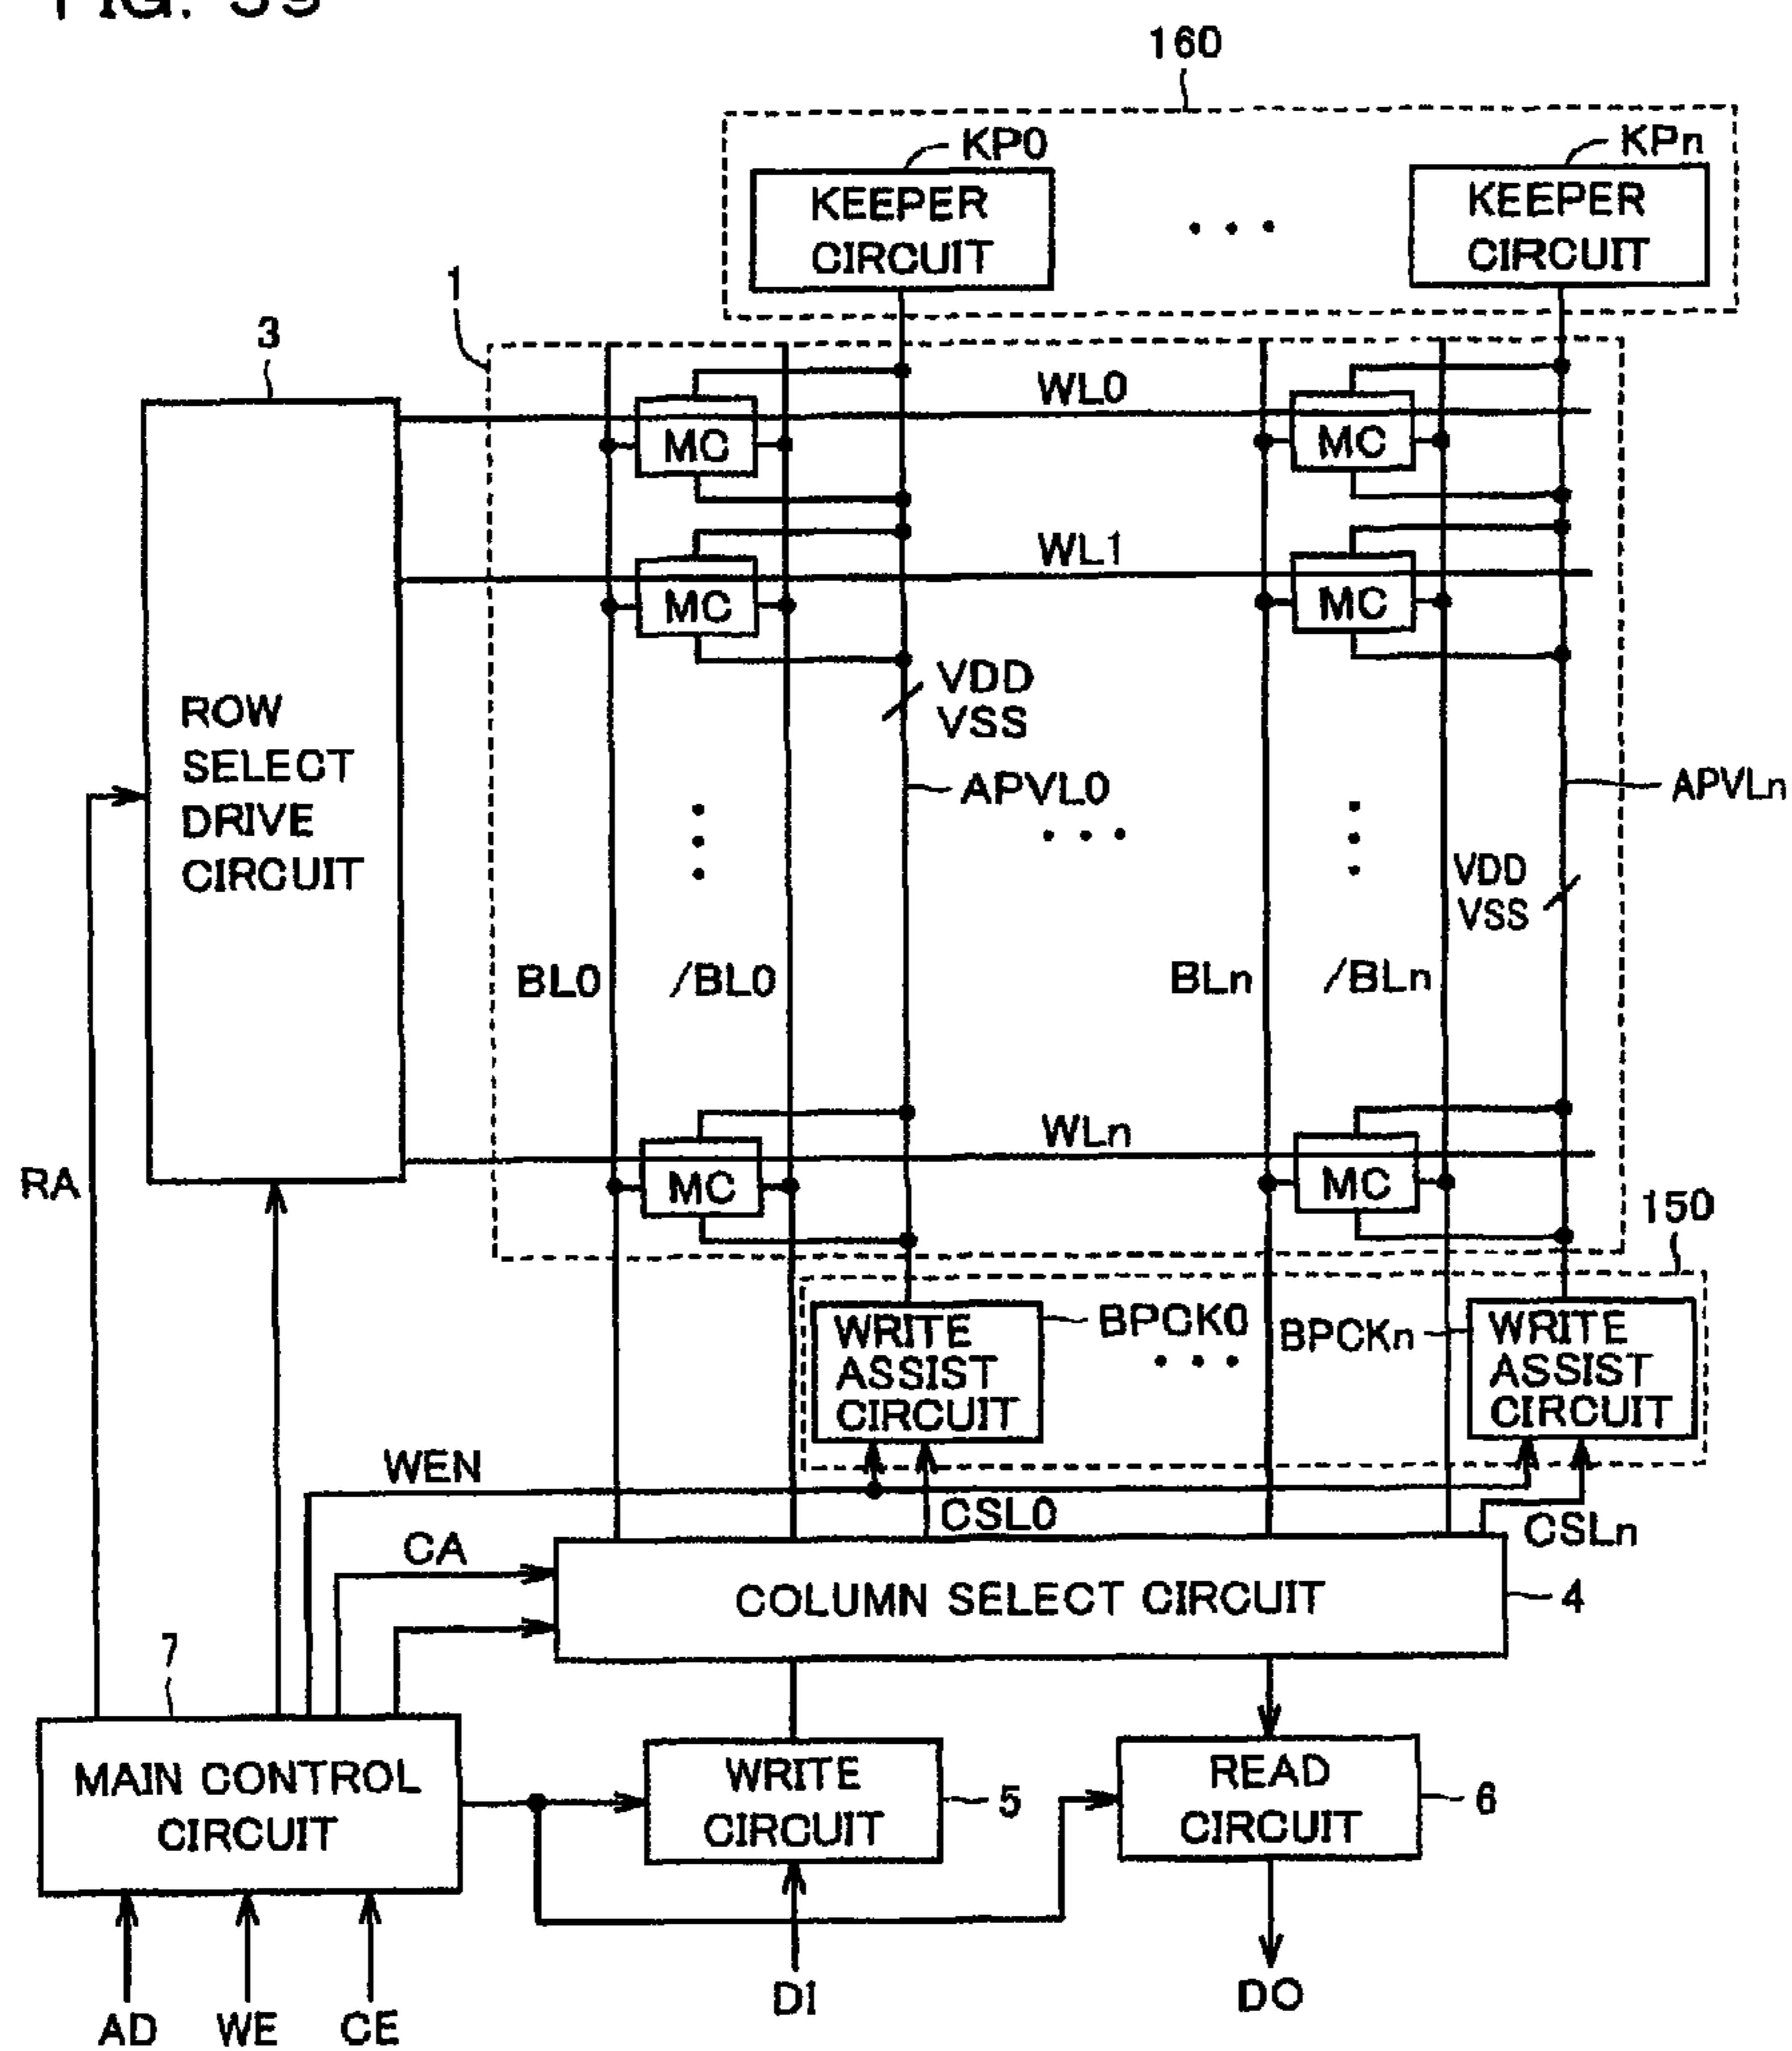 160
KP0
KPn
KEEPER
CIRCUIT
KEEPER
CIRCUIT
1
3
WL0
MC
MC
WL1
MC
MC
VDD
VSS
ROW
SELECT
DRIVE
CIRCUIT
APVL0
APVLn
VDD
VSS
BL0
/BL0
BLn
/BLn
WLn
RA
MC
MC
150
BPCK0
BPCKn
WRITE
ASSIST
CIRCUIT
WRITE
ASSIST
CIRCUIT
WEN
CSL0
CSLn
CA
COLUMN SELECT CIRCUIT
4
7
MAIN CONTROL
CIRCUIT
WRITE
CIRCUIT
5
READ
CIRCUIT
6
AD
WE
CE
DI
DO